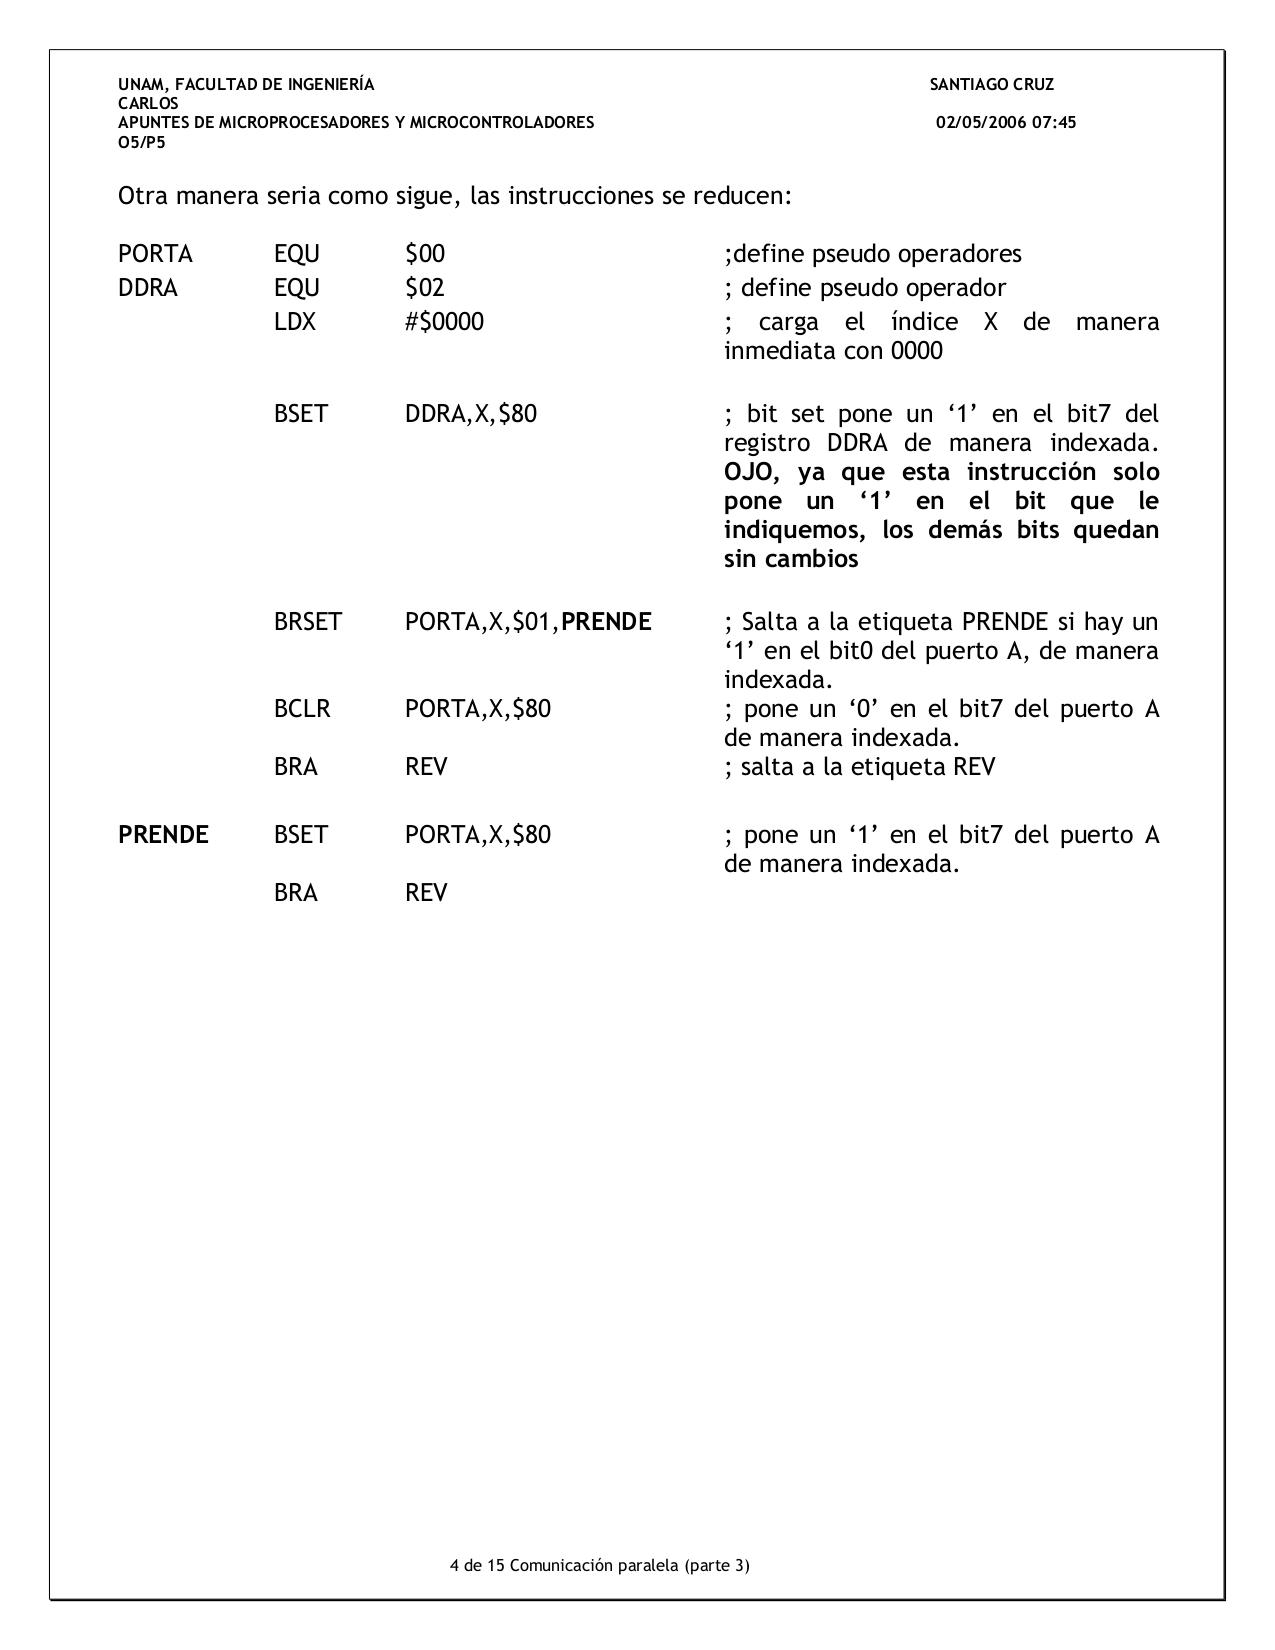 UNAM, FACULTAD DE INGENIERÍA SANTIAGO CRUZ
CARLOS
APUNTES DE MICROPROCESADORES Y MICROCONTROLADORES 02/05/2006 07:45
O5/P5
Otra manera seria como sigue, las instrucciones se reducen:
PORTA EQU $00 ;define pseudo operadores
DDRA EQU $02 ; define pseudo operador
LDX #$0000 ; carga el índice X de manera
inmediata con 0000
BSET DDRA,X,$80 ; bit set pone un ‘1’ en el bit7 del
registro DDRA de manera indexada.
OJO, ya que esta instrucción solo
pone un ‘1’ en el bit que le
indiquemos, los demás bits quedan
sin cambios
BRSET PORTA,X,$01,PRENDE ; Salta a la etiqueta PRENDE si hay un
‘1’ en el bit0 del puerto A, de manera
indexada.
BCLR PORTA,X,$80 ; pone un ‘0’ en el bit7 del puerto A
de manera indexada.
BRA REV ; salta a la etiqueta REV
PRENDE BSET PORTA,X,$80 ; pone un ‘1’ en el bit7 del puerto A
de manera indexada.
BRA REV
4 de 15 Comunicación paralela (parte 3)